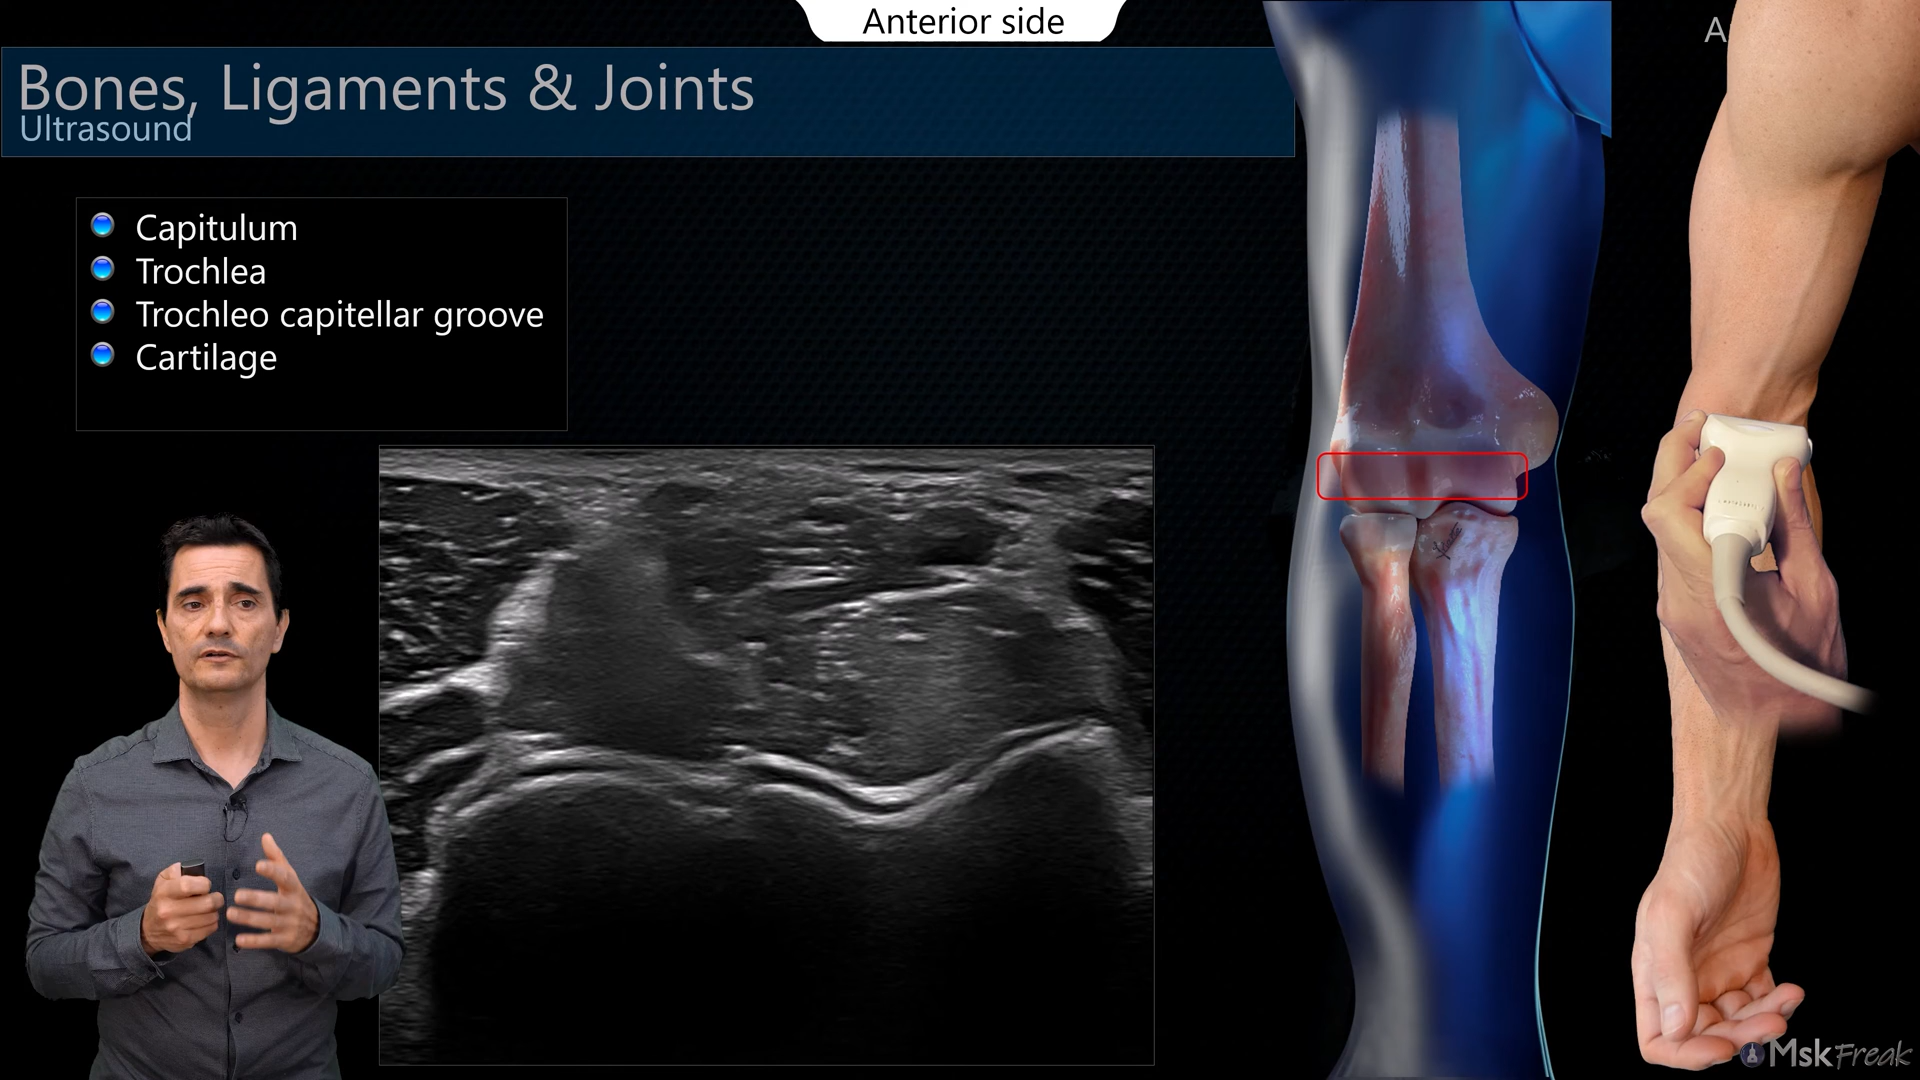 Anterior side
A
Bones, Ligaments & Joints
Ultrasound
Capitulum
Trochlea
Trochleo capitellar groove
Cartilage
MskFreak